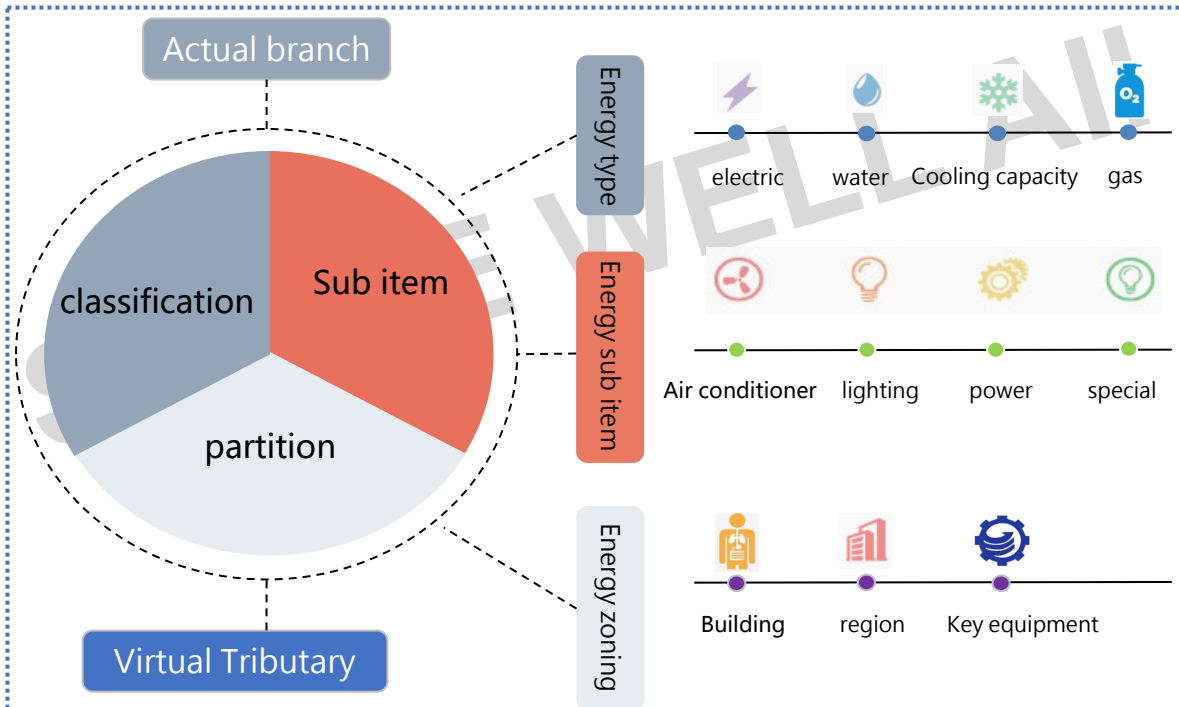 Actual branch
classification
Sub item
partition
Virtual Tributary
Energy type
O₂
electric
water
Cooling capacity
gas
Energy sub item
Air conditioner
lighting
power
special
Energy zoning
Building
region
Key equipment
WELL